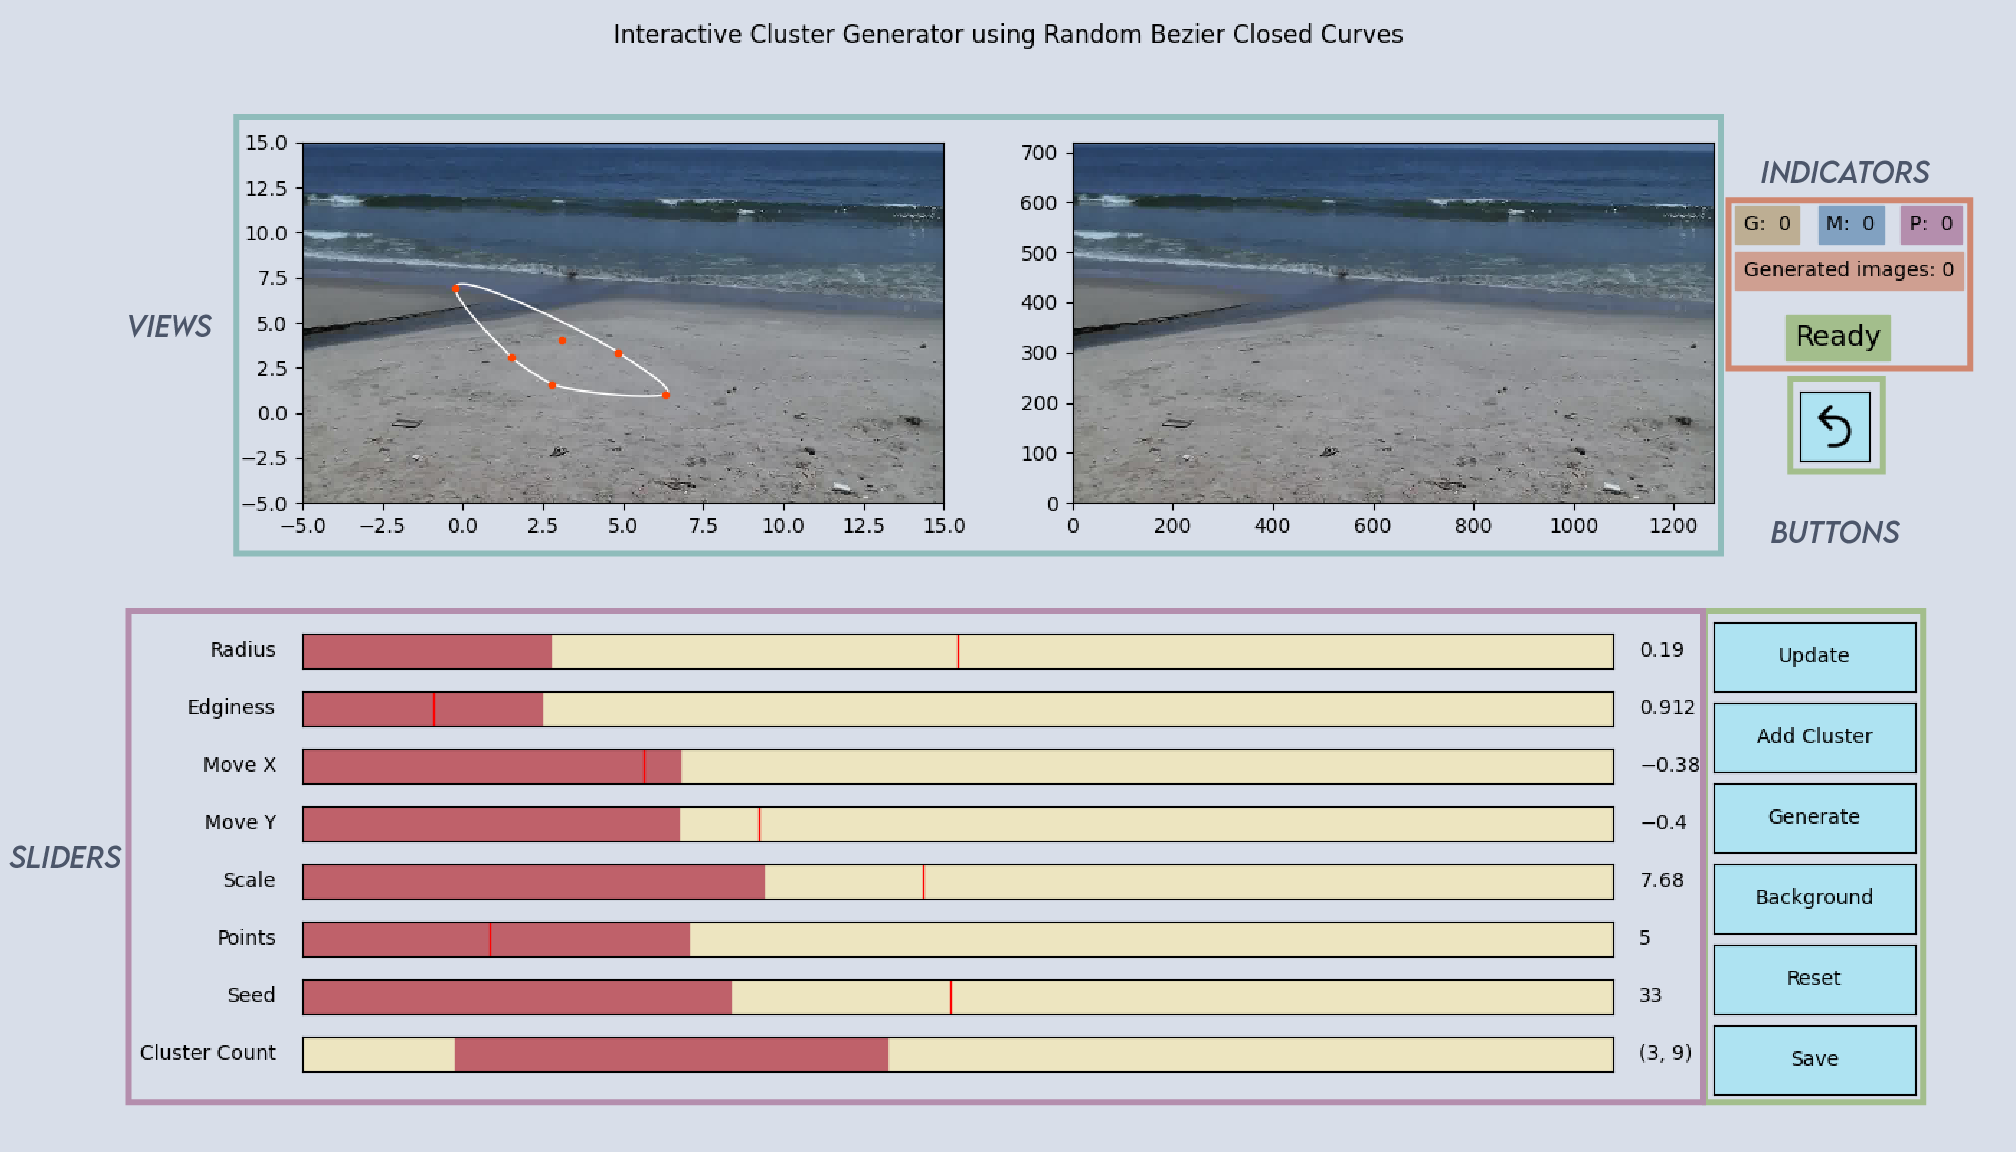 Interactive Cluster Generator using Random Bezier Closed Curves
VIEWS
15.0
12.5
10.0
7.5
5.0
2.5
0.0
−2.5
−5.0
−5.0 −2.5 0.0 2.5 5.0 7.5 10.0 12.5 15.0
700
600
500
400
300
200
100
0
0 200 400 600 800 1000 1200
INDICATORS
G: 0 M: 0 P: 0
Generated images: 0
Ready
BUTTONS
SLIDERS
Radius 0.19
Edginess 0.912
Move X −0.38
Move Y −0.4
Scale 7.68
Points 5
Seed 33
Cluster Count (3, 9)
Update
Add Cluster
Generate
Background
Reset
Save